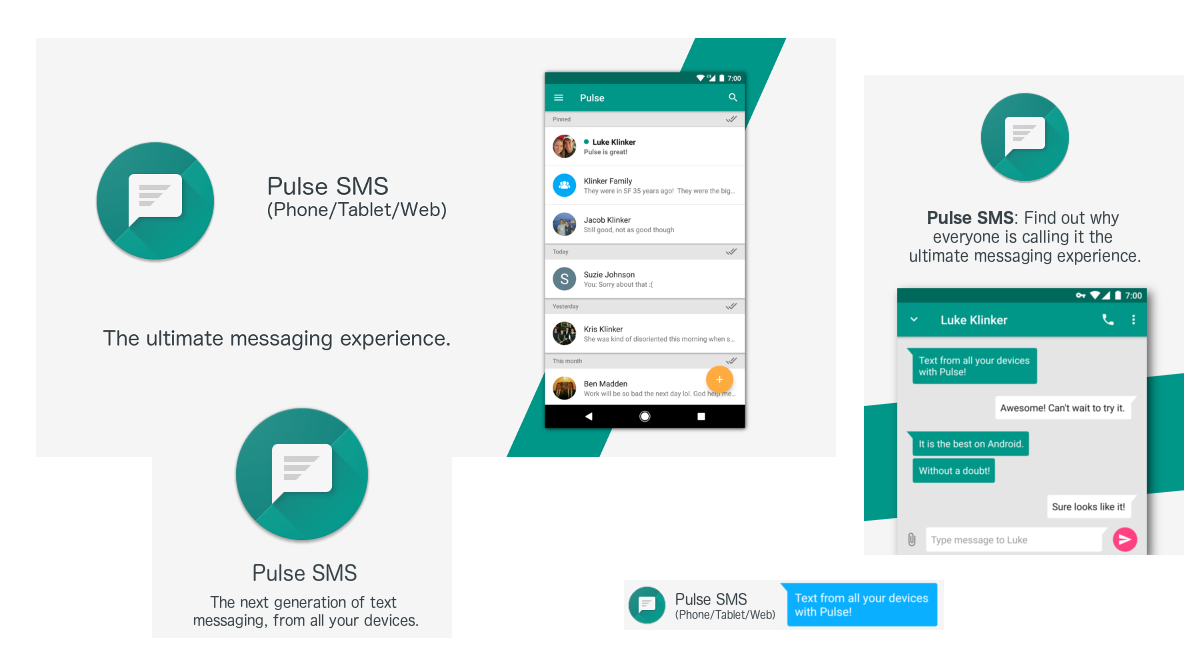 Pulse SMS
(Phone/Tablet/Web)
The ultimate messaging experience.
7:00
Pulse
Pinned
Luke Klinker
Pulse is great!
Klinker Family
They were in SF 35 years ago! They were the big...
Jacob Klinker
Still good, not as good though
Today
S
Suzie Johnson
You: Sorry about that :(
Yesterday
Kris Klinker
She was kind of disoriented this morning when s...
This month
Ben Madden
Work will be so bad the next day lol. God help me...
Pulse SMS: Find out why
everyone is calling it the
ultimate messaging experience.
7:00
Luke Klinker
Text from all your devices
with Pulse!
Awesome! Can't wait to try it.
It is the best on Android.
Without a doubt!
Sure looks like it!
Type message to Luke
Pulse SMS
The next generation of text
messaging, from all your devices.
Pulse SMS
(Phone/Tablet/Web)
Text from all your devices
with Pulse!